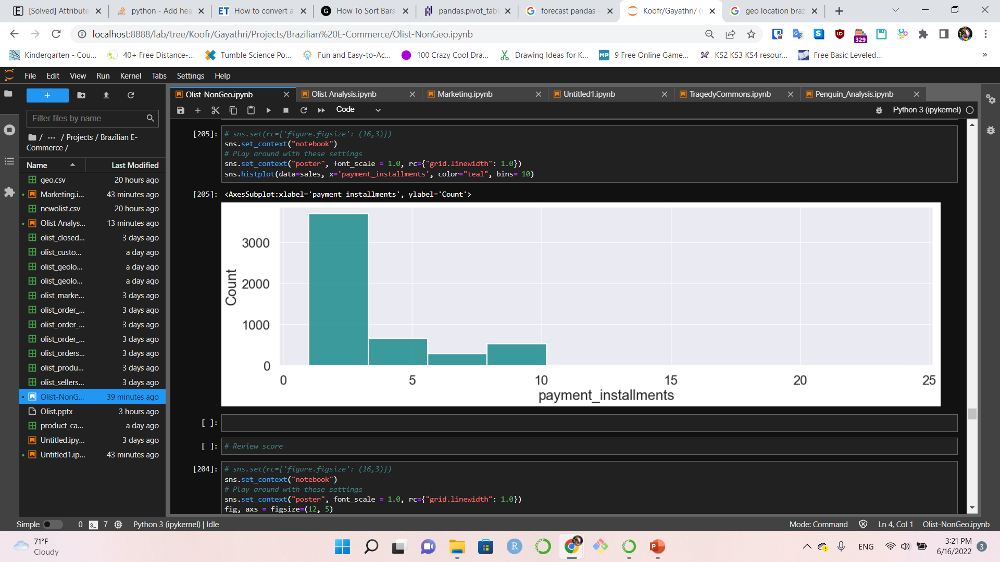 [Solved] Attribute
python - Add hea
ET How to convert a
G How To Sort Bars
pandas.pivot_tabl
forecast pandas -
Koofr/Gayathri/ (6
geo location braz
localhost:8888/lab/tree/Koofr/Gayathri/Projects/Brazilian%20E-Commerce/Olist-NonGeo.ipynb
329
Kindergarten - Cou...
40+ Free Distance-...
Tumble Science Po...
Fun and Easy-to-Ac...
100 Crazy Cool Dra...
Drawing Ideas for K...
MP 9 Free Online Game...
KS2 KS3 KS4 resour...
Free Basic Leveled...
»
File Edit View Run Kernel Tabs Settings Help
Filter files by name
/ ··· / Projects / Brazilian E-
Commerce /
Name Last Modified
geo.csv 20 hours ago
Marketing.i... 43 minutes ago
newolist.csv 20 hours ago
Olist Analys... 13 minutes ago
olist_closed... 3 days ago
olist_custo... a day ago
olist_geolo... a day ago
olist_geolo... a day ago
olist_marke... 3 days ago
olist_order_... 3 days ago
olist_order_... 3 days ago
olist_order_... 3 days ago
olist_orders... 3 days ago
olist_produ... 3 days ago
olist_sellers... 3 days ago
Olist-NonG... 39 minutes ago
Olist.pptx 3 hours ago
product_ca... a day ago
Untitled.ipy... 3 days ago
Untitled1.ip... 43 minutes ago
Olist-NonGeo.ipynb
Olist Analysis.ipynb
Marketing.ipynb
Untitled1.ipynb
TragedyCommons.ipynb
Penguin_Analysis.ipynb
Code
Python 3 (ipykernel)
[205]: # sns.set(rc={'figure.figsize': (16,3)})
sns.set_context("notebook")
# Play around with these settings
sns.set_context("poster", font_scale = 1.0, rc={"grid.linewidth": 1.0})
sns.histplot(data=sales, x='payment_installments', color="teal", bins= 10)
[205]: <AxesSubplot:xlabel='payment_installments', ylabel='Count'>
Count
3000
2000
1000
0
0 5 10 15 20 25
payment_installments
[ ]:
[ ]: # Review score
[204]: # sns.set(rc={'figure.figsize': (16,3)})
sns.set_context("notebook")
# Play around with these settings
sns.set_context("poster", font_scale = 1.0, rc={"grid.linewidth": 1.0})
fig, axs = figsize=(12, 5)
Simple 0 $_ 7 Python 3 (ipykernel) | Idle
Mode: Command Ln 4, Col 1 Olist-NonGeo.ipynb
71°F
Cloudy
R
P
ENG
3:21 PM
6/16/2022
3